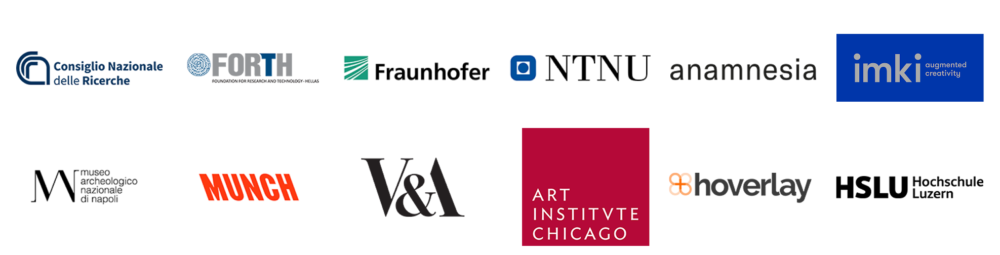 Consiglio Nazionale
delle Ricerche
FORTH
FOUNDATION FOR RESEARCH AND TECHNOLOGY - HELLAS
Fraunhofer
NTNU
anamnesia
imki augmented
creativity
museo
archeologico
nazionale
di napoli
MUNCH
V&A
ART
INSTITVTE
CHICAGO
hoverlay
HSLU Hochschule
Luzern